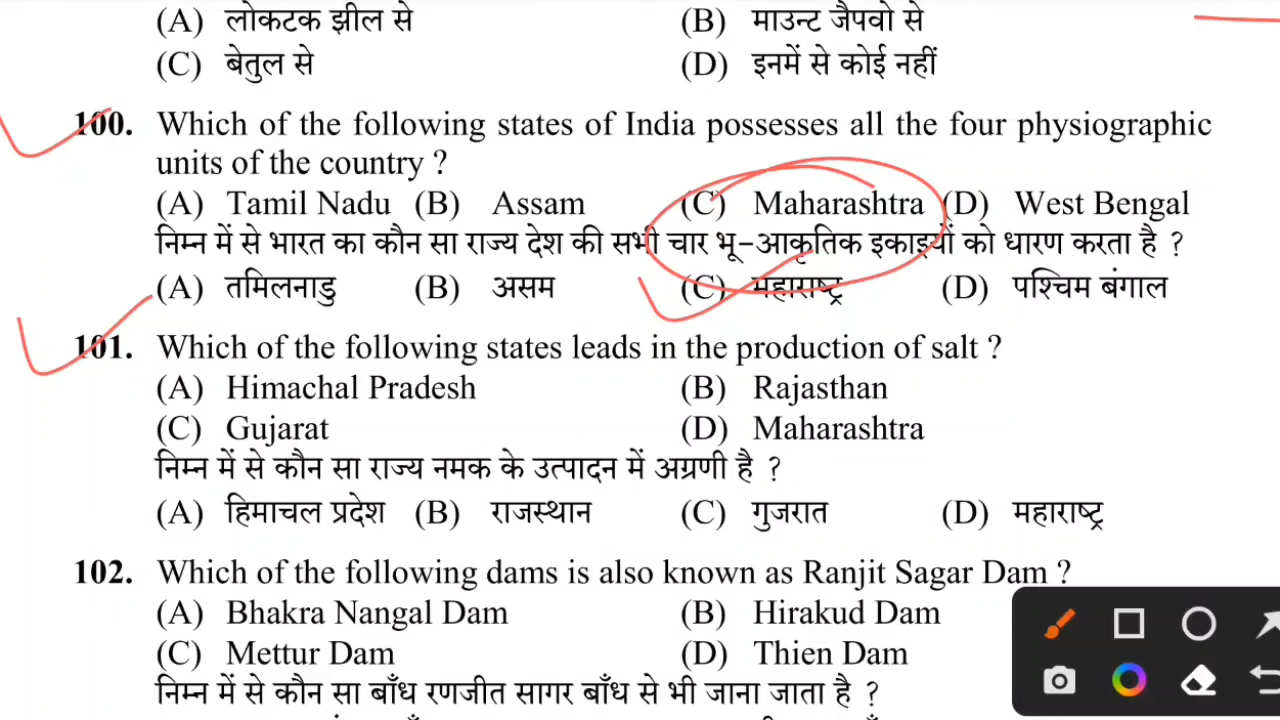 (A) लोकटक झील से (B) माउन्ट जैपवो से
(C) बेतुल से (D) इनमें से कोई नहीं
100. Which of the following states of India possesses all the four physiographic
units of the country ?
(A) Tamil Nadu (B) Assam (C) Maharashtra (D) West Bengal
निम्न में से भारत का कौन सा राज्य देश की सभी चार भू-आकृतिक इकाइयों को धारण करता है ?
(A) तमिलनाडु (B) असम (C) महाराष्ट्र (D) पश्चिम बंगाल
101. Which of the following states leads in the production of salt ?
(A) Himachal Pradesh (B) Rajasthan
(C) Gujarat (D) Maharashtra
निम्न में से कौन सा राज्य नमक के उत्पादन में अग्रणी है ?
(A) हिमाचल प्रदेश (B) राजस्थान (C) गुजरात (D) महाराष्ट्र
102. Which of the following dams is also known as Ranjit Sagar Dam ?
(A) Bhakra Nangal Dam (B) Hirakud Dam
(C) Mettur Dam (D) Thien Dam
निम्न में से कौन सा बाँध रणजीत सागर बाँध से भी जाना जाता है ?